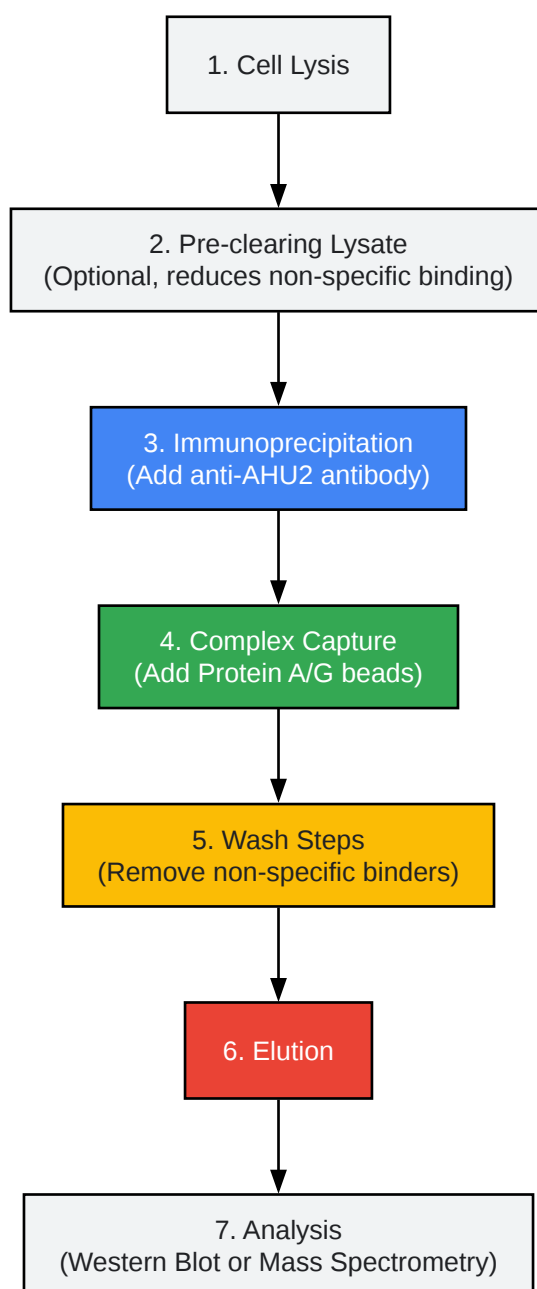 1. Cell Lysis
2. Pre-clearing Lysate
(Optional, reduces non-specific binding)
3. Immunoprecipitation
(Add anti-AHU2 antibody)
4. Complex Capture
(Add Protein A/G beads)
5. Wash Steps
(Remove non-specific binders)
6. Elution
7. Analysis
(Western Blot or Mass Spectrometry)